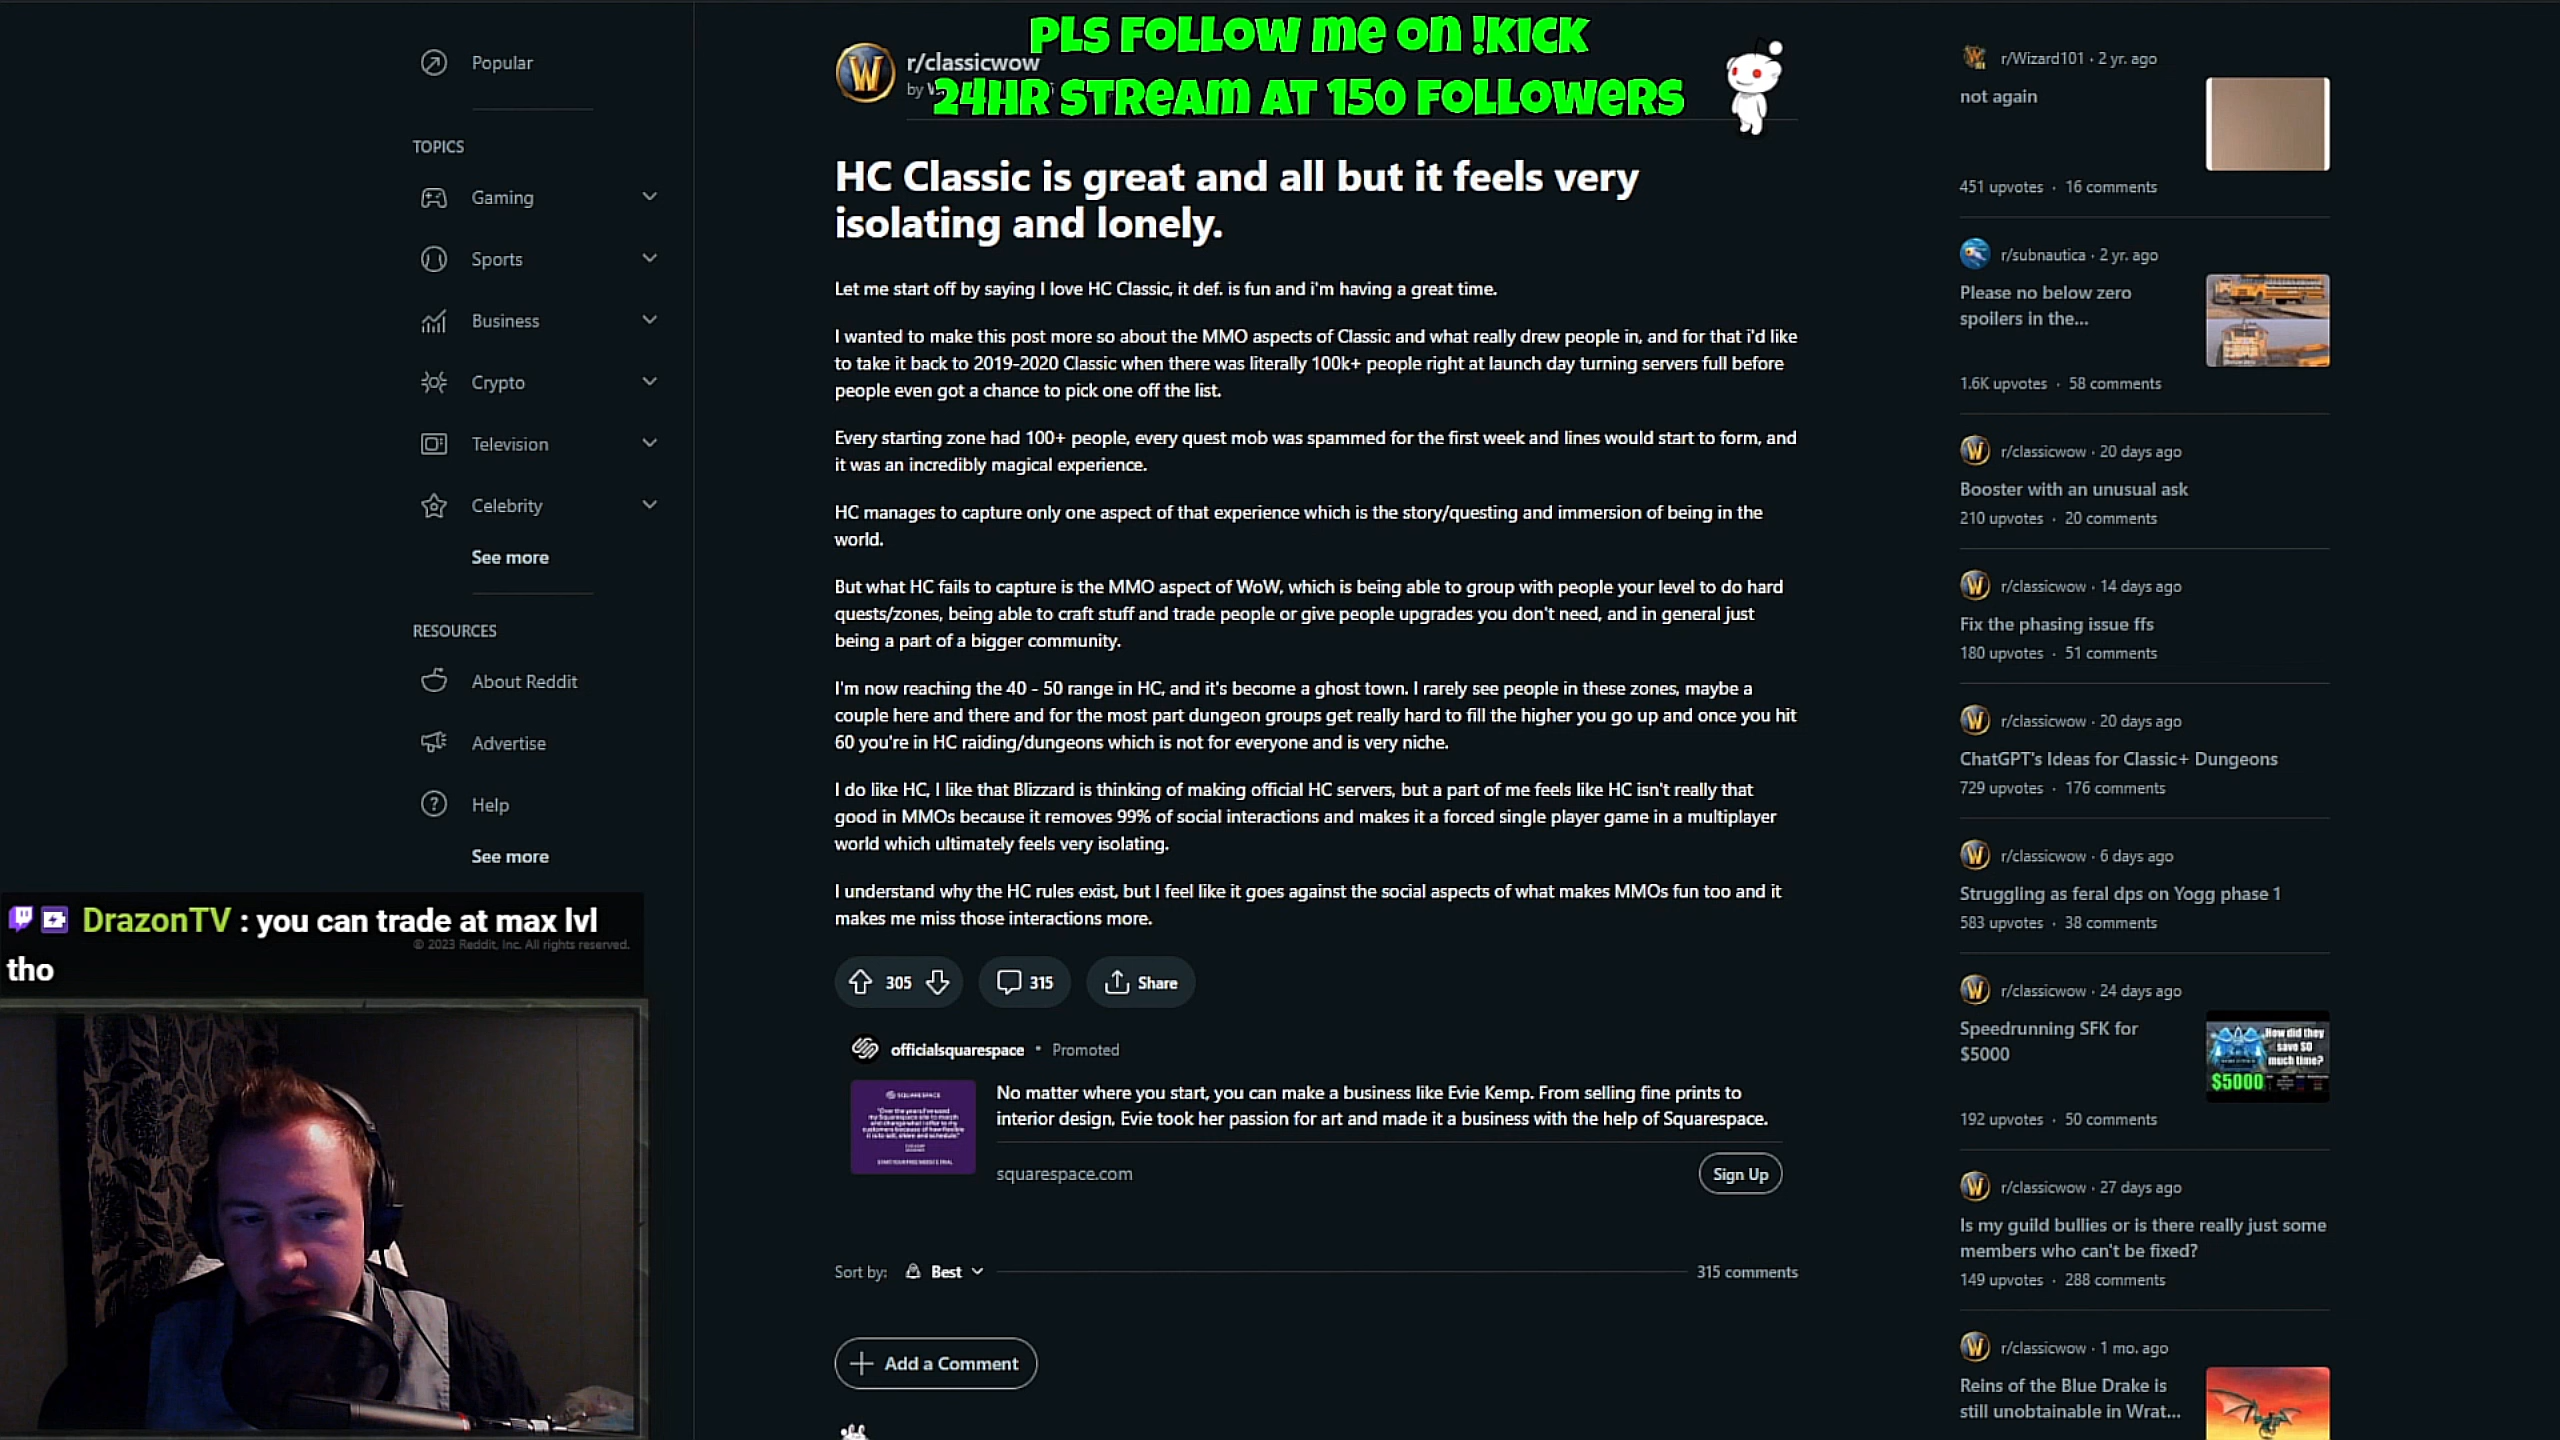 PLS FOLLOW ME ON !KICK
24HR STREAM AT 150 FOLLOWERS
Popular
TOPICS
Gaming
Sports
Business
Crypto
Television
Celebrity
See more
RESOURCES
About Reddit
Advertise
Help
See more
DrazonTV : you can trade at max lvl
tho
© 2023 Reddit, Inc. All rights reserved.
r/classicwow
by
HC Classic is great and all but it feels very
isolating and lonely.
Let me start off by saying I love HC Classic, it def. is fun and i'm having a great time.
I wanted to make this post more so about the MMO aspects of Classic and what really drew people in, and for that i'd like
to take it back to 2019-2020 Classic when there was literally 100k+ people right at launch day turning servers full before
people even got a chance to pick one off the list.
Every starting zone had 100+ people, every quest mob was spammed for the first week and lines would start to form, and
it was an incredibly magical experience.
HC manages to capture only one aspect of that experience which is the story/questing and immersion of being in the
world.
But what HC fails to capture is the MMO aspect of WoW, which is being able to group with people your level to do hard
quests/zones, being able to craft stuff and trade people or give people upgrades you don't need, and in general just
being a part of a bigger community.
I'm now reaching the 40 - 50 range in HC, and it's become a ghost town. I rarely see people in these zones, maybe a
couple here and there and for the most part dungeon groups get really hard to fill the higher you go up and once you hit
60 you're in HC raiding/dungeons which is not for everyone and is very niche.
I do like HC, I like that Blizzard is thinking of making official HC servers, but a part of me feels like HC isn't really that
good in MMOs because it removes 99% of social interactions and makes it a forced single player game in a multiplayer
world which ultimately feels very isolating.
I understand why the HC rules exist, but I feel like it goes against the social aspects of what makes MMOs fun too and it
makes me miss those interactions more.
305
315
Share
officialsquarespace • Promoted
SQUARESPACE
No matter where you start, you can make a business like Evie Kemp. From selling fine prints to
interior design, Evie took her passion for art and made it a business with the help of Squarespace.
squarespace.com
Sign Up
Sort by: Best
315 comments
Add a Comment
r/Wizard101 · 2 yr. ago
not again
451 upvotes · 16 comments
r/subnautica · 2 yr. ago
Please no below zero
spoilers in the...
1.6K upvotes · 58 comments
r/classicwow · 20 days ago
Booster with an unusual ask
210 upvotes · 20 comments
r/classicwow · 14 days ago
Fix the phasing issue ffs
180 upvotes · 51 comments
r/classicwow · 20 days ago
ChatGPT's Ideas for Classic+ Dungeons
729 upvotes · 176 comments
r/classicwow · 6 days ago
Struggling as feral dps on Yogg phase 1
583 upvotes · 38 comments
r/classicwow · 24 days ago
Speedrunning SFK for
$5000
How did they
save SO
much time?
$5000
192 upvotes · 50 comments
r/classicwow · 27 days ago
Is my guild bullies or is there really just some
members who can't be fixed?
149 upvotes · 288 comments
r/classicwow · 1 mo. ago
Reins of the Blue Drake is
still unobtainable in Wrat...